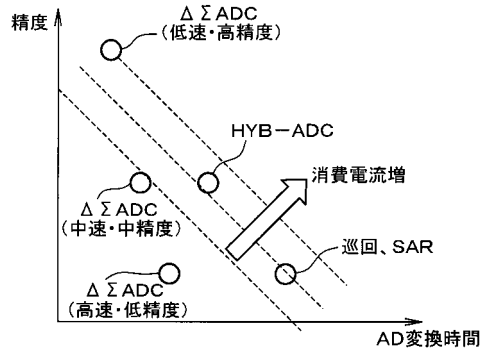 精度
ΔΣADC
(低速・高精度)
HYB-ADC
消費電流増
ΔΣADC
(中速・中精度)
巡回、SAR
ΔΣADC
(高速・低精度)
AD変換時間